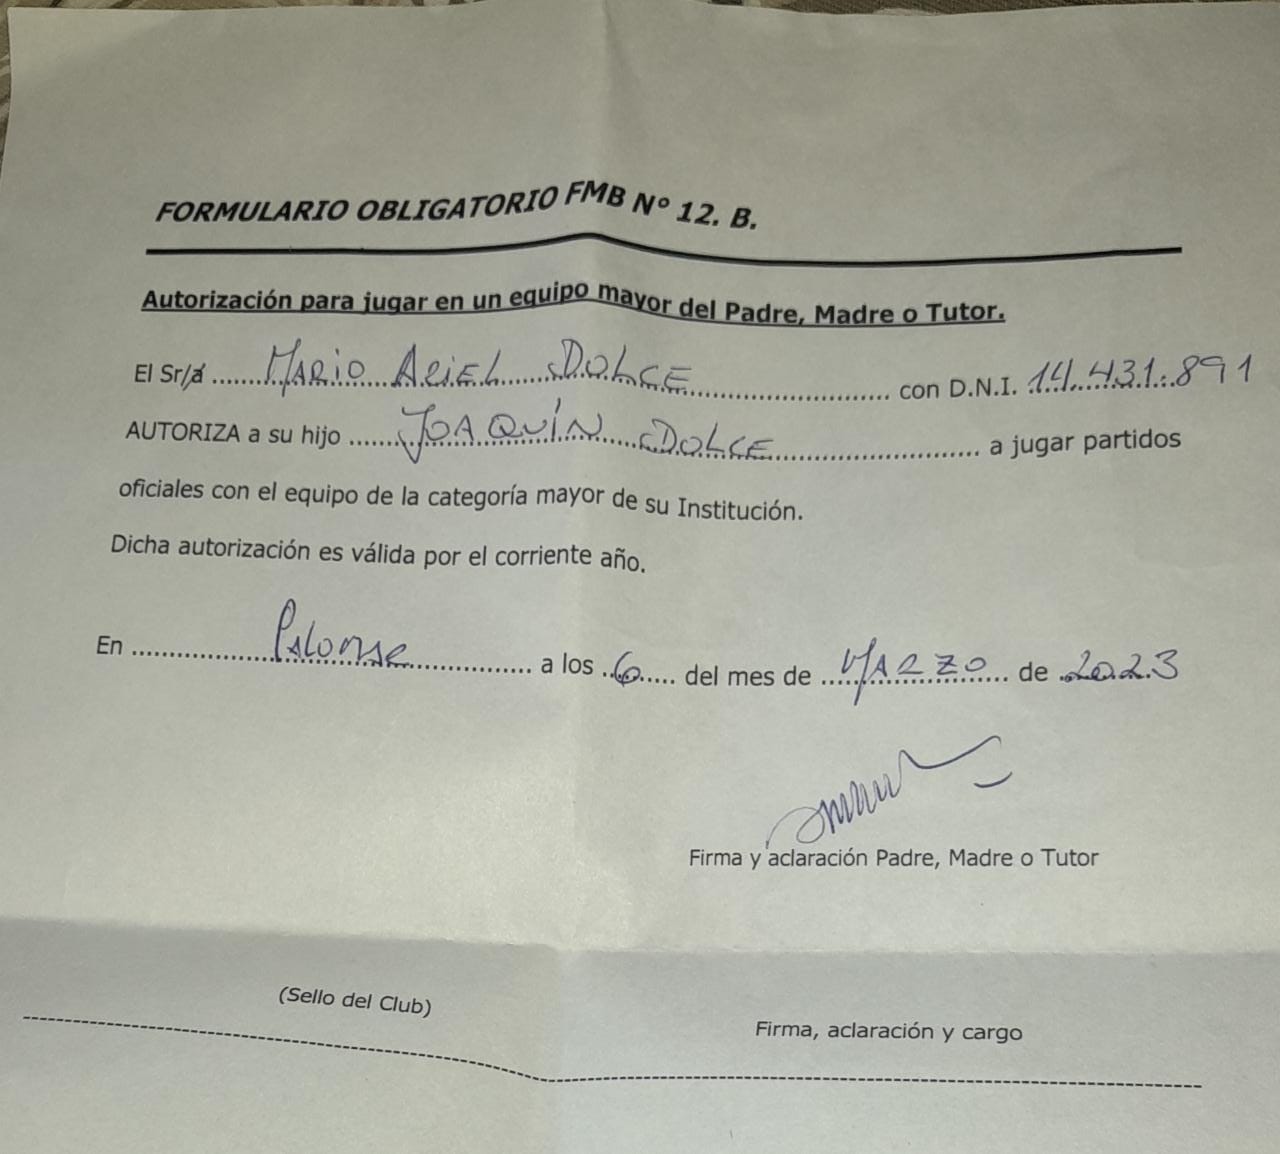 FORMULARIO OBLIGATORIO FMB Nº 12. B.
Autorización para jugar en un equipo mayor del Padre, Madre o Tutor.
El Sr/a MARIO ARIEL DOLCE con D.N.I. 14.431.891
AUTORIZA a su hijo JOAQUÍN DOLCE a jugar partidos
oficiales con el equipo de la categoría mayor de su Institución.
Dicha autorización es válida por el corriente año.
En a los 6 del mes de MARZO de 2023
Firma y aclaración Padre, Madre o Tutor
(Sello del Club)
Firma, aclaración y cargo